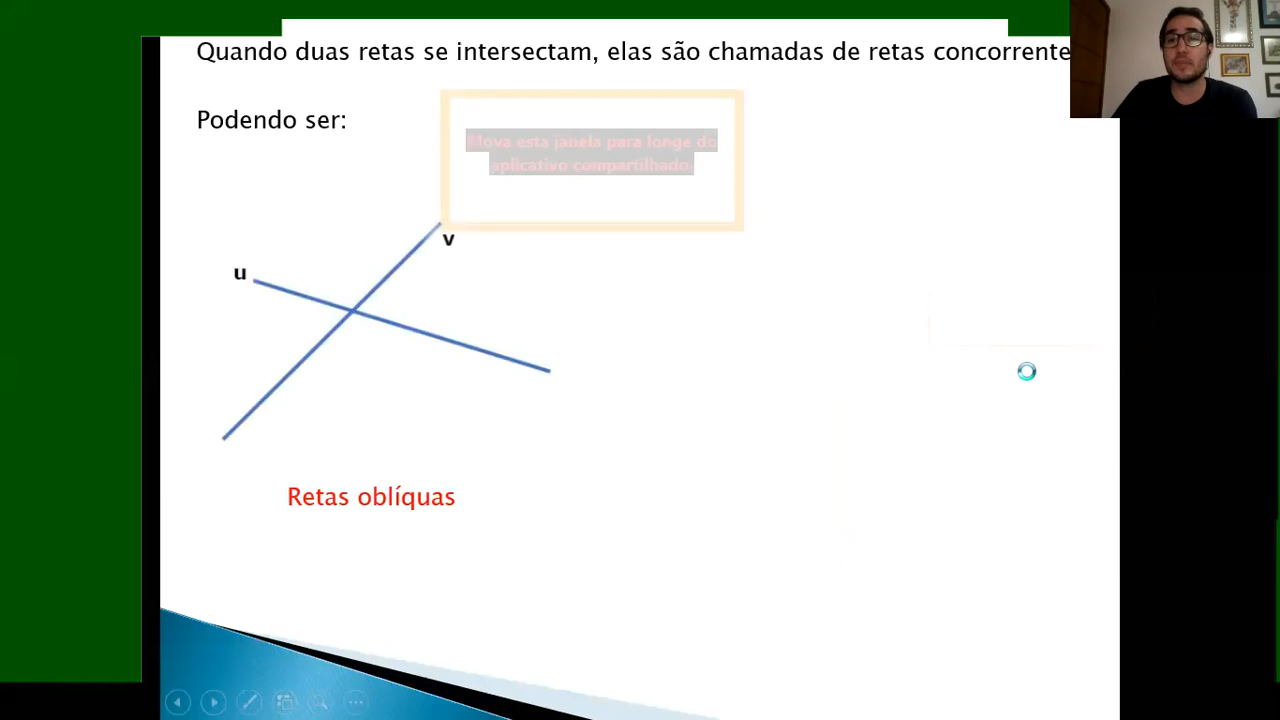 Quando duas retas se intersectam, elas são chamadas de retas concorrente
Podendo ser:
Mova esta janela para longe do
aplicativo compartilhado
v
u
Retas oblíquas